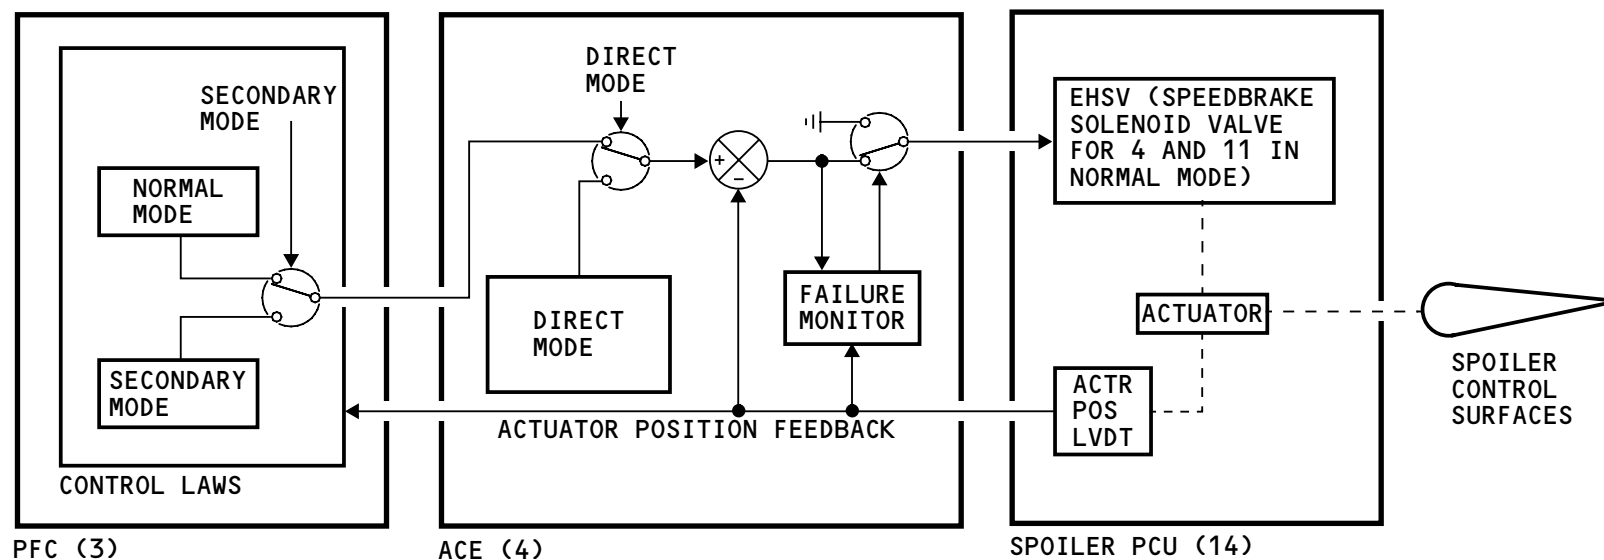 SECONDARY
MODE
NORMAL
MODE
SECONDARY
MODE
CONTROL LAWS
PFC (3)
DIRECT
MODE
+
−
DIRECT
MODE
FAILURE
MONITOR
ACTUATOR POSITION FEEDBACK
ACE (4)
EHSV (SPEEDBRAKE
SOLENOID VALVE
FOR 4 AND 11 IN
NORMAL MODE)
ACTUATOR
ACTR
POS
LVDT
SPOILER PCU (14)
SPOILER
CONTROL
SURFACES